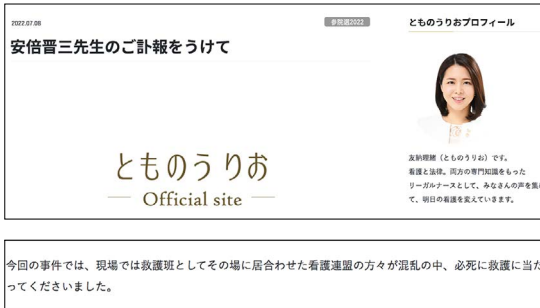 2022.07.08
参院選2022
安倍晋三先生のご訃報をうけて
とものうりお
Official site
とものうりおプロフィール
友納理緒（とものうりお）です。
看護と法律。両方の専門知識をもった
リーガルナースとして、みなさんの声を集
て、明日の看護を変えていきます。
今回の事件では、現場では救護班としてその場に居合わせた看護連盟の方々が混乱の中、必死に救護に当た
ってくださいました。